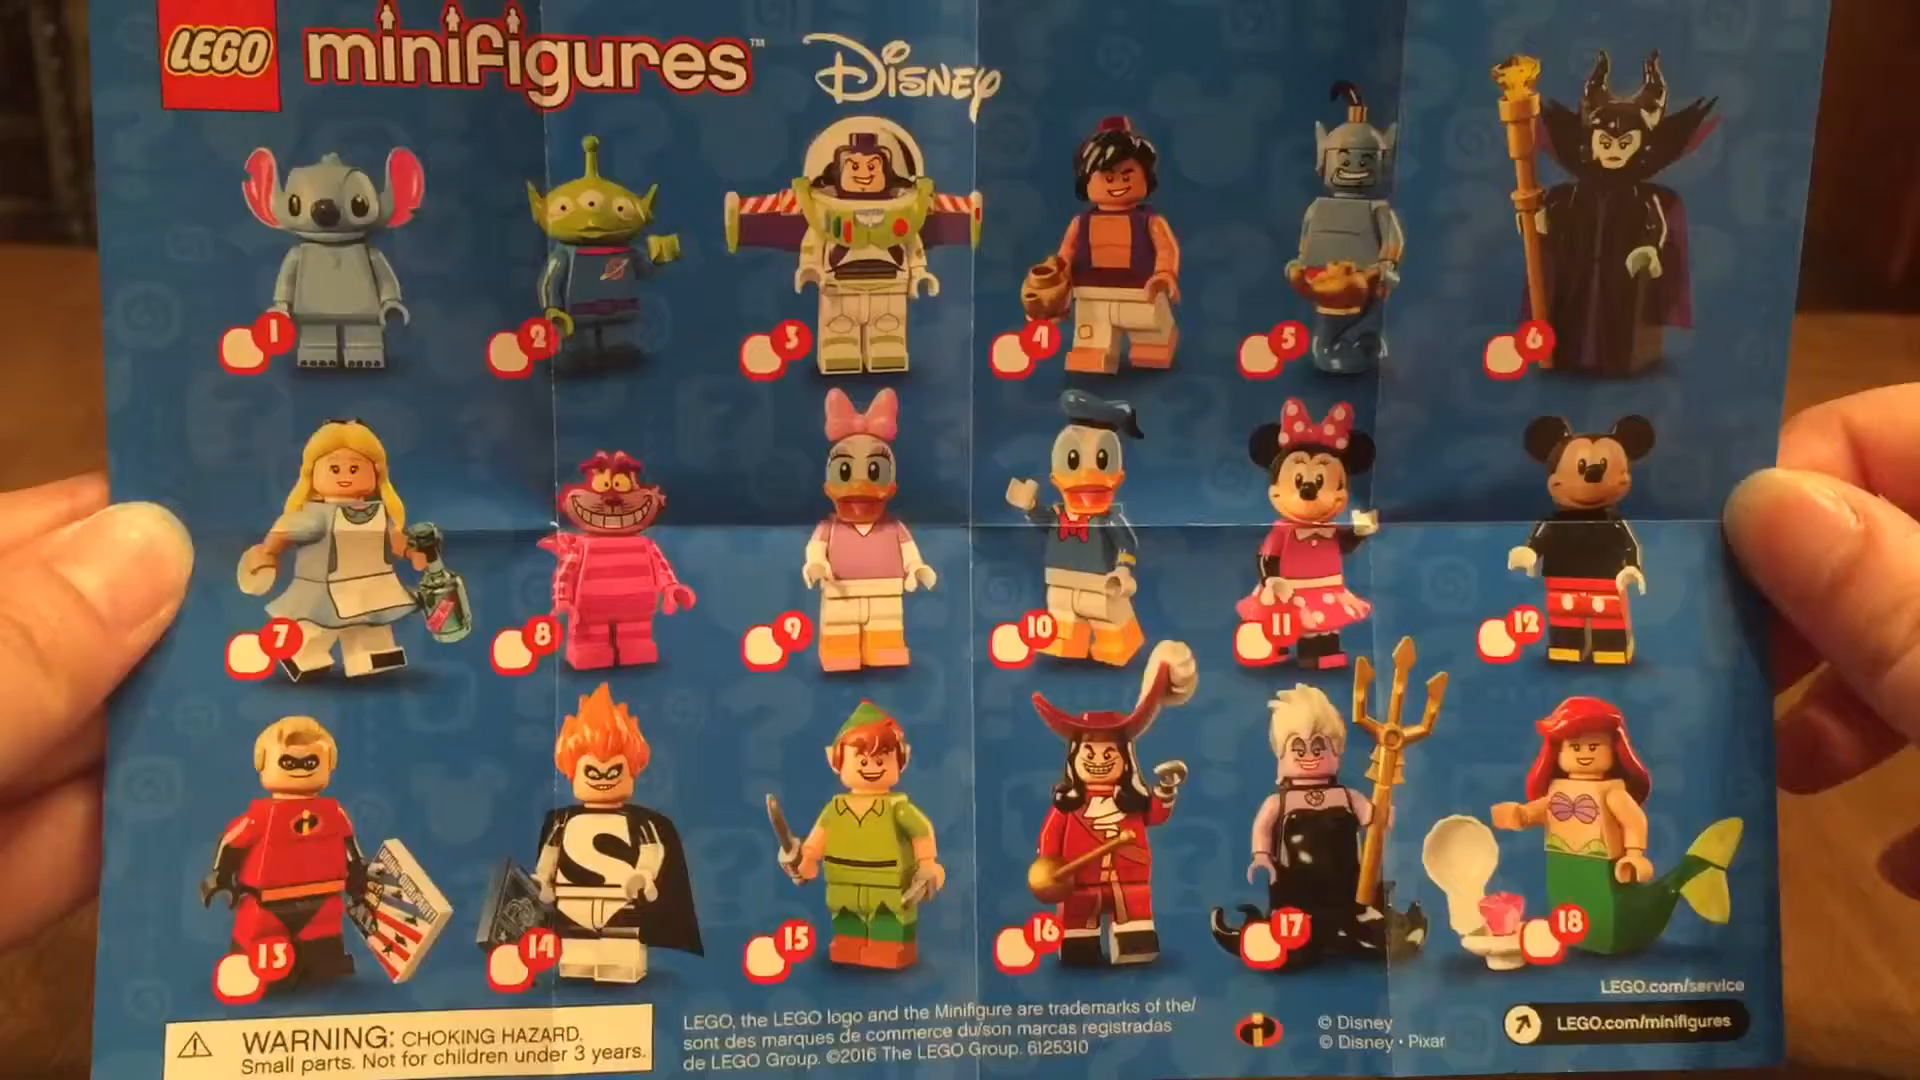 LEGO minifigures™ Disney
1 2 3 4 5 6
7 8 9 10 11 12
S
13 14 15 16 17 18
LEGO.com/service
WARNING: CHOKING HAZARD.
Small parts. Not for children under 3 years.
LEGO, the LEGO logo and the Minifigure are trademarks of the/
sont des marques de commerce du/son marcas registradas
de LEGO Group. ©2016 The LEGO Group. 6125310
© Disney
© Disney • Pixar
LEGO.com/minifigures